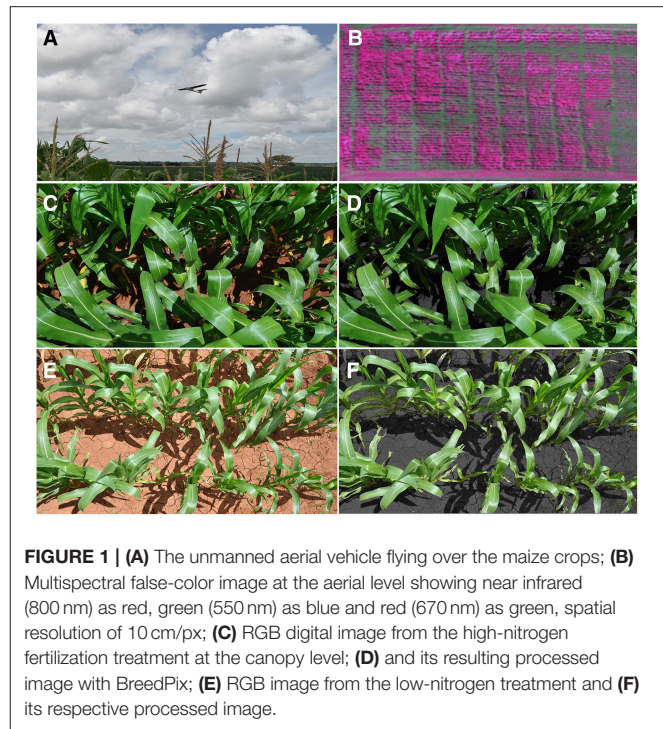 A
B
C
D
E
F
FIGURE 1 | (A) The unmanned aerial vehicle flying over the maize crops; (B)
Multispectral false-color image at the aerial level showing near infrared
(800 nm) as red, green (550 nm) as blue and red (670 nm) as green, spatial
resolution of 10 cm/px; (C) RGB digital image from the high-nitrogen
fertilization treatment at the canopy level; (D) and its resulting processed
image with BreedPix; (E) RGB image from the low-nitrogen treatment and (F)
its respective processed image.